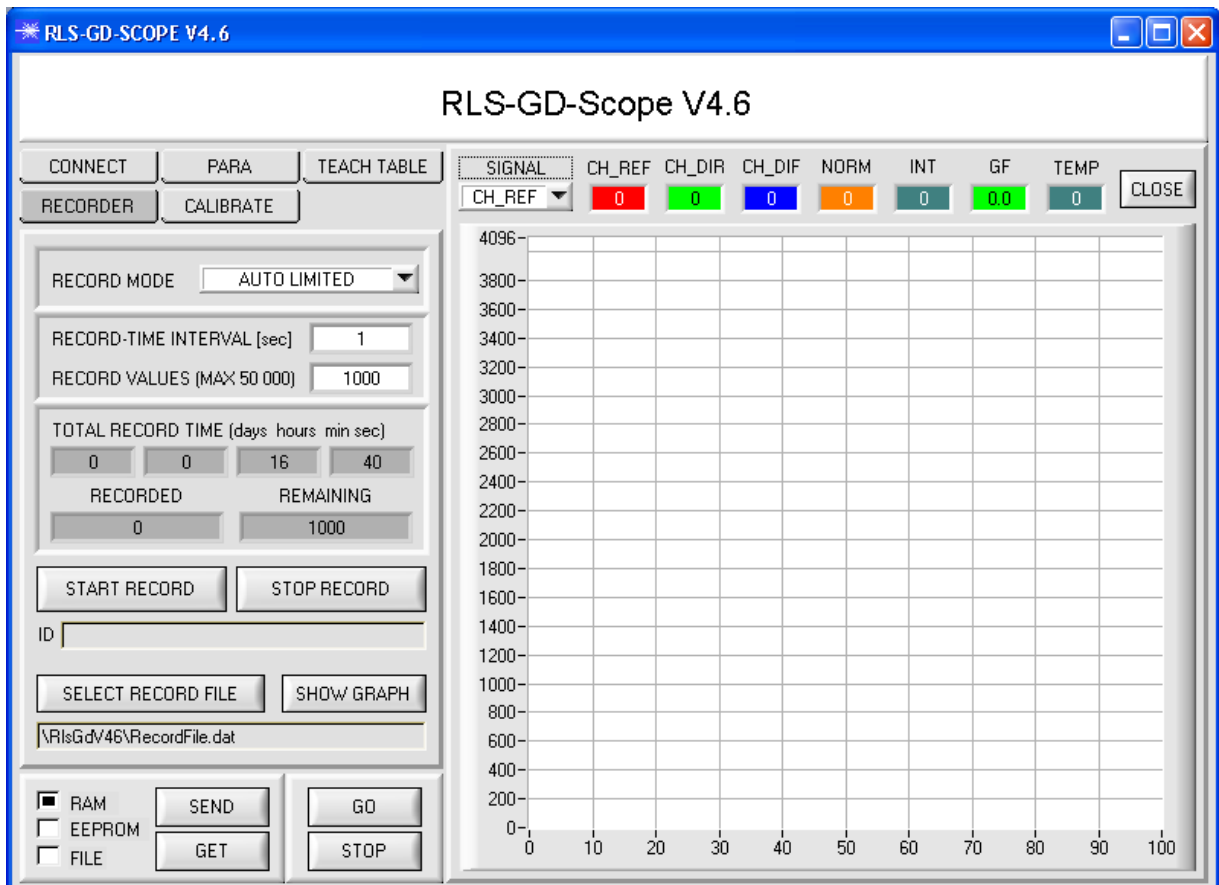 RLS-GD-SCOPE V4.6
RLS-GD-Scope V4.6
CONNECT PARA TEACH TABLE
RECORDER CALIBRATE
RECORD MODE AUTO LIMITED
RECORD-TIME INTERVAL [sec] 1
RECORD VALUES (MAX 50 000) 1000
TOTAL RECORD TIME (days hours min sec)
0 0 16 40
RECORDED REMAINING
0 1000
START RECORD STOP RECORD
ID
SELECT RECORD FILE SHOW GRAPH
\RlsGdV46\RecordFile.dat
RAM SEND GO
EEPROM
FILE GET STOP
SIGNAL CH_REF CH_DIR CH_DIF NORM INT GF TEMP
CH_REF 0 0 0 0 0 0.0 0 CLOSE
4096
3800
3600
3400
3200
3000
2800
2600
2400
2200
2000
1800
1600
1400
1200
1000
800
600
400
200
0
0 10 20 30 40 50 60 70 80 90 100